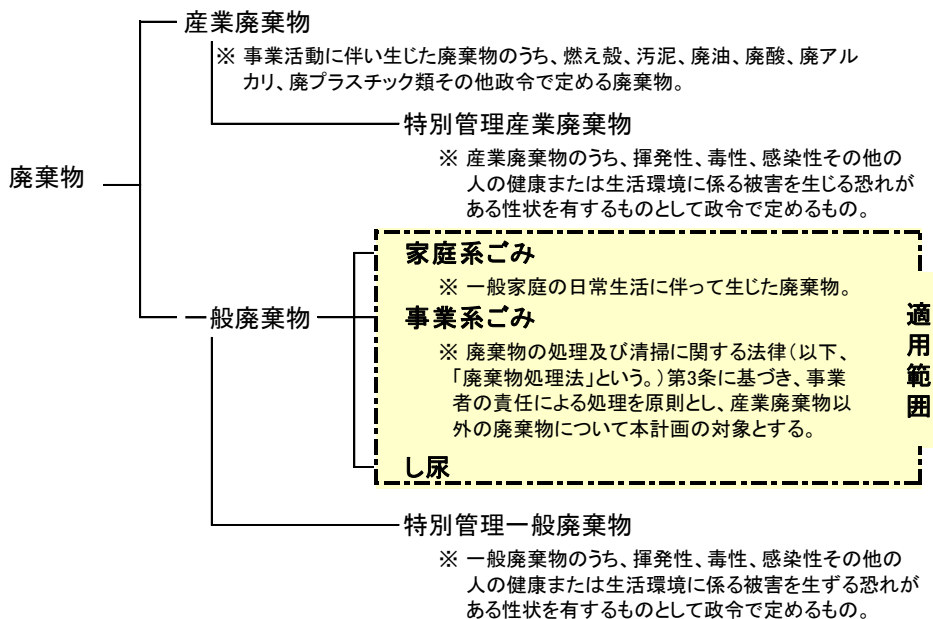 産業廃棄物
※ 事業活動に伴い生じた廃棄物のうち、燃え殻、汚泥、廃油、廃酸、廃アル
カリ、廃プラスチック類その他政令で定める廃棄物。
特別管理産業廃棄物
※ 産業廃棄物のうち、揮発性、毒性、感染性その他の
人の健康または生活環境に係る被害を生じる恐れが
ある性状を有するものとして政令で定めるもの。
廃棄物
家庭系ごみ
※ 一般家庭の日常生活に伴って生じた廃棄物。
一般廃棄物
事業系ごみ
※ 廃棄物の処理及び清掃に関する法律(以下、
「廃棄物処理法」という。)第3条に基づき、事業
者の責任による処理を原則とし、産業廃棄物以
外の廃棄物について本計画の対象とする。
し尿
適用範囲
特別管理一般廃棄物
※ 一般廃棄物のうち、揮発性、毒性、感染性その他の
人の健康または生活環境に係る被害を生ずる恐れが
ある性状を有するものとして政令で定めるもの。